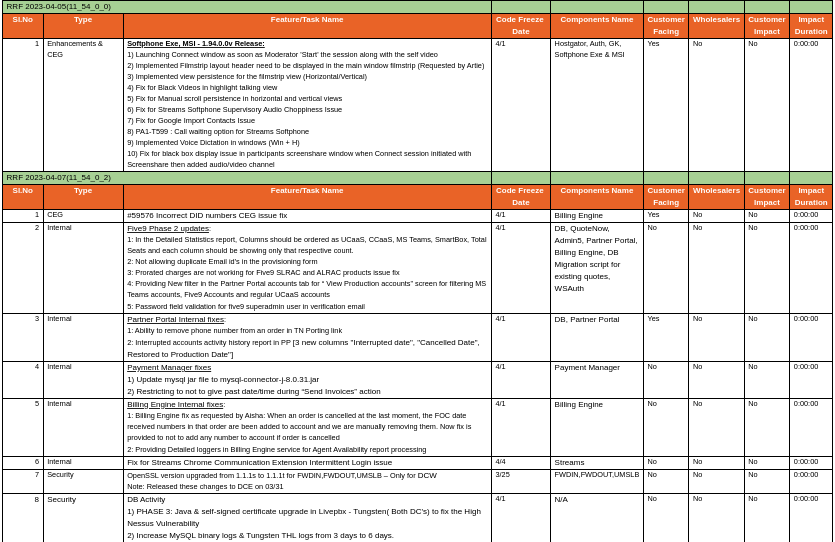 RRF 2023-04-05(11_54_0_0)
Sl.No Type Feature/Task Name Code Freeze Date Components Name Customer Facing Wholesalers Customer Impact Impact Duration
1 Enhancements & CEG Softphone Exe, MSI - 1.94.0.0v Release: 4/1 Hostgator, Auth, GK, Softphone Exe & MSI Yes No No 0:00:00
1) Launching Connect window as soon as Moderator 'Start' the session along with the self video
2) Implemented Filmstrip layout header need to be displayed in the main window filmstrip (Requested by Artie)
3) Implemented view persistence for the filmstrip view (Horizontal/Vertical)
4) Fix for Black Videos in highlight talking view
5) Fix for Manual scroll persistence in horizontal and vertical views
6) Fix for Streams Softphone Supervisory Audio Choppiness Issue
7) Fix for Google Import Contacts Issue
8) PA1-T599 : Call waiting option for Streams Softphone
9) Implemented Voice Dictation in windows (Win + H)
10) Fix for black box display issue in participants screenshare window when Connect session initiated with
Screenshare then added audio/video channel
RRF 2023-04-07(11_54_0_2)
Sl.No Type Feature/Task Name Code Freeze Date Components Name Customer Facing Wholesalers Customer Impact Impact Duration
1 CEG #59576 Incorrect DID numbers CEG issue fix 4/1 Billing Engine Yes No No 0:00:00
2 Internal Five9 Phase 2 updates: 4/1 DB, QuoteNow, Admin5, Partner Portal, Billing Engine, DB Migration script for existing quotes, WSAuth No No No 0:00:00
1: In the Detailed Statistics report, Columns should be ordered as UCaaS, CCaaS, MS Teams, SmartBox, Total
Seats and each column should be showing only that respective count.
2: Not allowing duplicate Email id's in the provisioning form
3: Prorated charges are not working for Five9 SLRAC and ALRAC products issue fix
4: Providing New filter in the Partner Portal accounts tab for “ View Production accounts” screen for filtering MS
Teams accounts, Five9 Accounts and regular UCaaS accounts
5: Password field validation for five9 superadmin user in verification email
3 Internal Partner Portal Internal fixes: 4/1 DB, Partner Portal Yes No No 0:00:00
1: Ability to remove phone number from an order in TN Porting link
2: Interrupted accounts activity history report in PP [3 new columns "Interrupted date", "Cancelled Date",
Restored to Production Date"]
4 Internal Payment Manager fixes 4/1 Payment Manager No No No 0:00:00
1) Update mysql jar file to mysql-connector-j-8.0.31.jar
2) Restricting to not to give past date/time during “Send Invoices” action
5 Internal Billing Engine Internal fixes: 4/1 Billing Engine No No No 0:00:00
1: Billing Engine fix as requested by Aisha: When an order is cancelled at the last moment, the FOC date
received numbers in that order are been added to account and we are manually removing them. Now fix is
provided to not to add any number to account if order is cancelled
2: Providing Detailed loggers in Billing Engine service for Agent Availability report processing
6 Internal Fix for Streams Chrome Communication Extension Intermittent Login issue 4/4 Streams No No No 0:00:00
7 Security OpenSSL version upgraded from 1.1.1s to 1.1.1t for FWDIN,FWDOUT,UMSLB – Only for DCW 3/25 FWDIN,FWDOUT,UMSLB No No No 0:00:00
Note: Released these changes to DCE on 03/31
8 Security DB Activity 4/1 N/A No No No 0:00:00
1) PHASE 3: Java & self-signed certificate upgrade in Livepbx - Tungsten( Both DC's) to fix the High
Nessus Vulnerability
2) Increase MySQL binary logs & Tungsten THL logs from 3 days to 6 days.